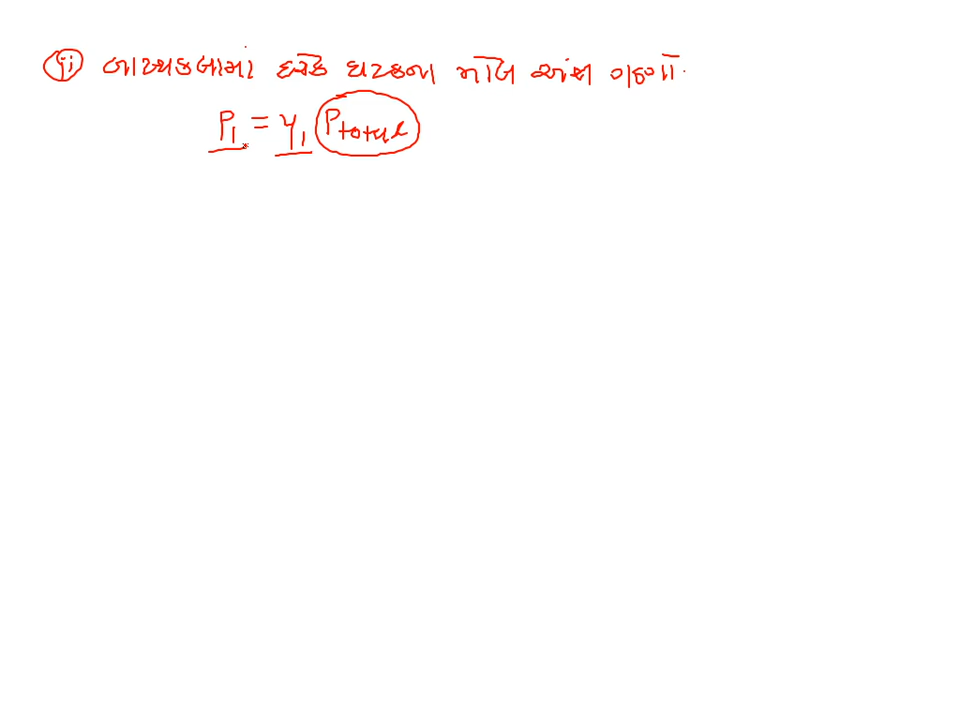 (ii) બાષ્પકલામાં દરેક ઘટકના મોલ અંશ ગણો.
P₁ = y₁ Ptotal